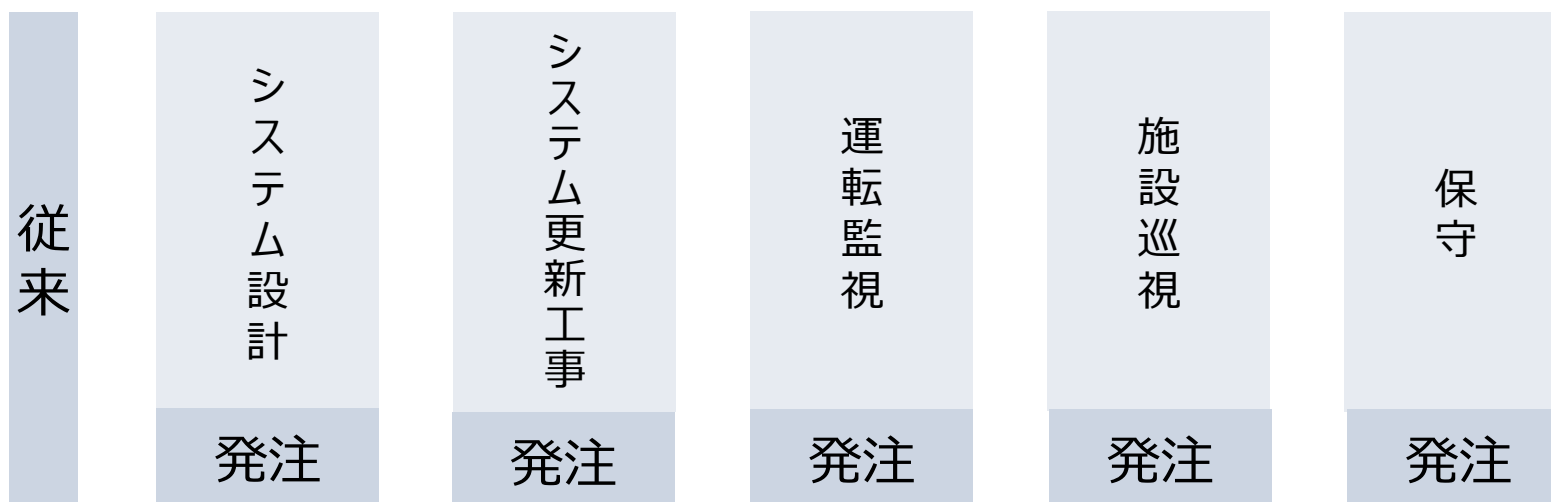 従来
システム設計
発注
システム更新工事
発注
運転監視
発注
施設巡視
発注
保守
発注